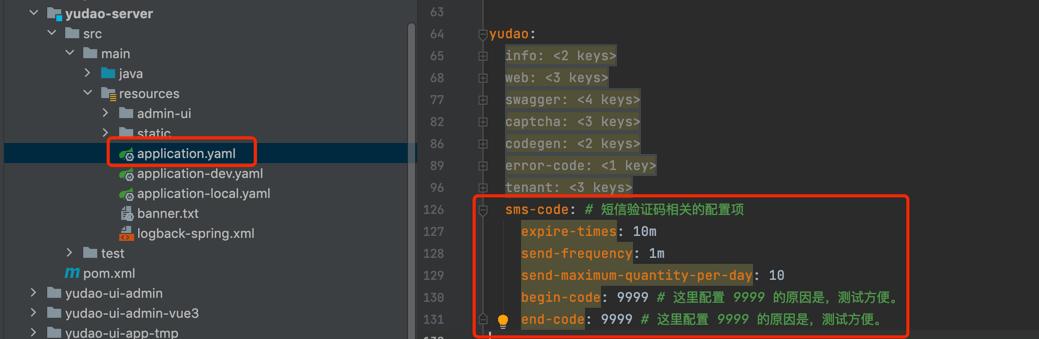 yudao-server
src
main
java
resources
admin-ui
static
application.yaml
application-dev.yaml
application-local.yaml
banner.txt
logback-spring.xml
test
pom.xml
yudao-ui-admin
yudao-ui-admin-vue3
yudao-ui-app-tmp
63
64 yudao:
65 info: <2 keys>
68 web: <3 keys>
77 swagger: <4 keys>
82 captcha: <3 keys>
86 codegen: <2 keys>
89 error-code: <1 key>
96 tenant: <3 keys>
126 sms-code: # 短信验证码相关的配置项
127 expire-times: 10m
128 send-frequency: 1m
129 send-maximum-quantity-per-day: 10
130 begin-code: 9999 # 这里配置 9999 的原因是，测试方便。
131 end-code: 9999 # 这里配置 9999 的原因是，测试方便。